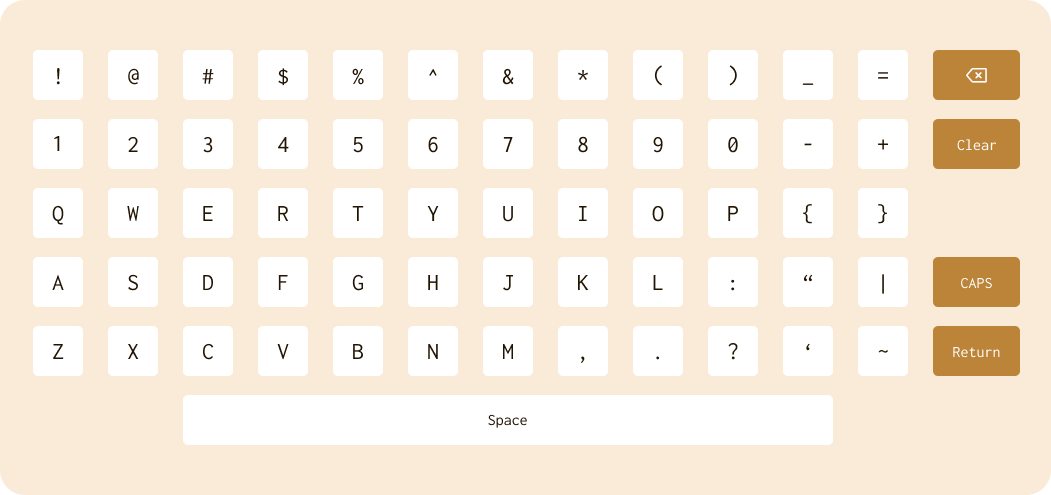 ! @ # $ % ^ & * ( ) _ =
1 2 3 4 5 6 7 8 9 0 - + Clear
Q W E R T Y U I O P { }
A S D F G H J K L : “ | CAPS
Z X C V B N M , . ? ‘ ~ Return
Space